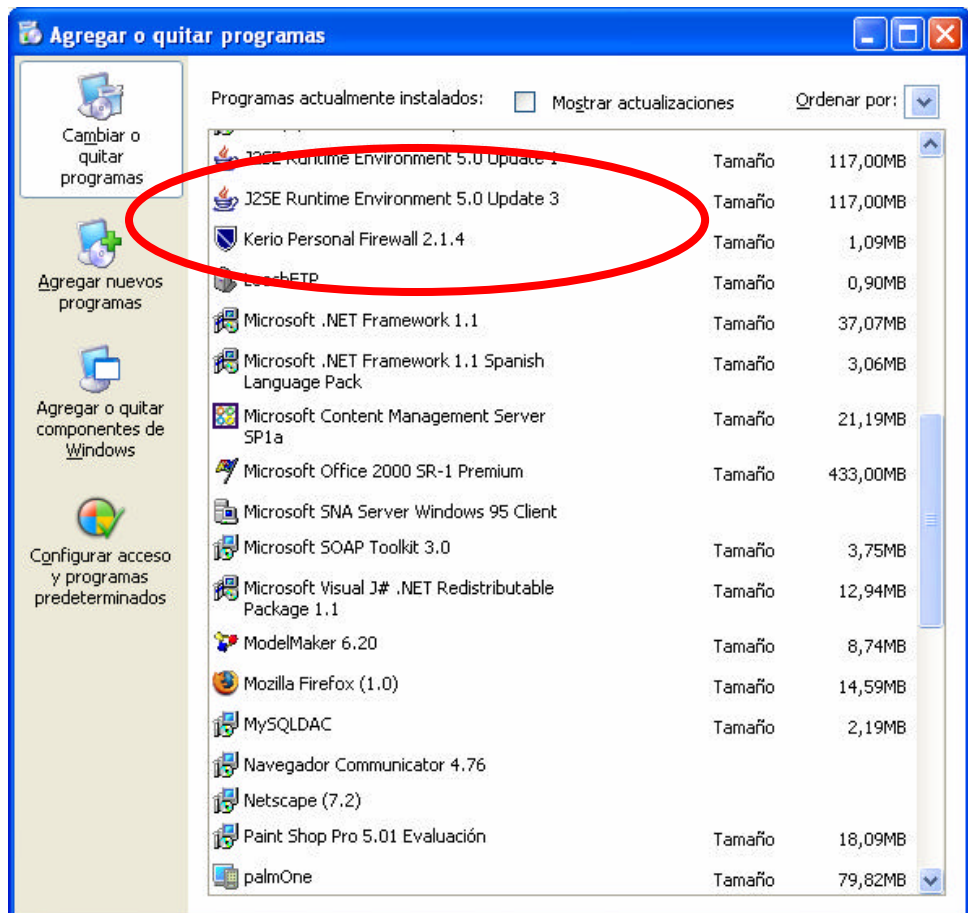 Agregar o quitar programas
Cambiar o
quitar
programas
Agregar nuevos
programas
Agregar o quitar
componentes de
Windows
Configurar acceso
y programas
predeterminados
Programas actualmente instalados: Mostrar actualizaciones Ordenar por:
J2SE Runtime Environment 5.0 Update 1 Tamaño 117,00MB
J2SE Runtime Environment 5.0 Update 3 Tamaño 117,00MB
Kerio Personal Firewall 2.1.4 Tamaño 1,09MB
LeechFTP Tamaño 0,90MB
Microsoft .NET Framework 1.1 Tamaño 37,07MB
Microsoft .NET Framework 1.1 Spanish Tamaño 3,06MB
Language Pack
Microsoft Content Management Server Tamaño 21,19MB
SP1a
Microsoft Office 2000 SR-1 Premium Tamaño 433,00MB
Microsoft SNA Server Windows 95 Client
Microsoft SOAP Toolkit 3.0 Tamaño 3,75MB
Microsoft Visual J# .NET Redistributable Tamaño 12,94MB
Package 1.1
ModelMaker 6.20 Tamaño 8,74MB
Mozilla Firefox (1.0) Tamaño 14,59MB
MySQLDAC Tamaño 2,19MB
Navegador Communicator 4.76
Netscape (7.2)
Paint Shop Pro 5.01 Evaluación Tamaño 18,09MB
palmOne Tamaño 79,82MB